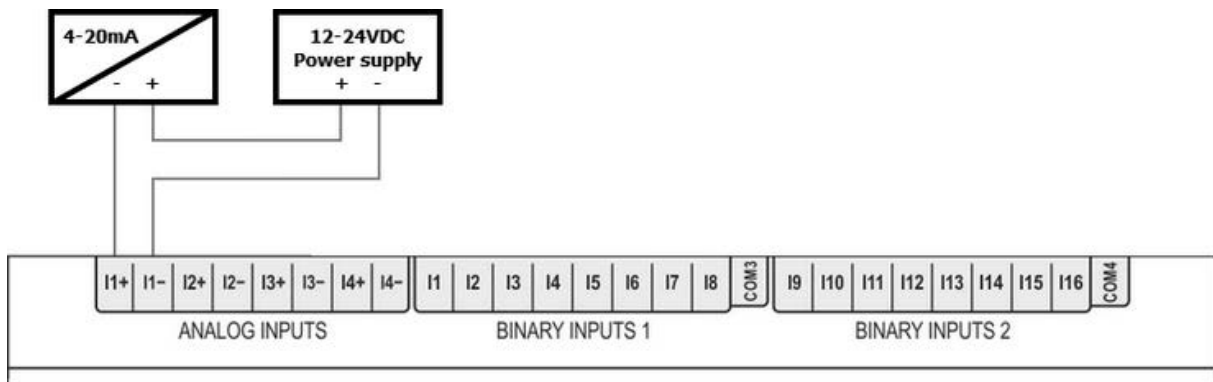 4-20mA
- +
12-24VDC
Power supply
+ -
I1+ I1- I2+ I2- I3+ I3- I4+ I4- I1 I2 I3 I4 I5 I6 I7 I8 COM3 I9 I10 I11 I12 I13 I14 I15 I16 COM4
ANALOG INPUTS BINARY INPUTS 1 BINARY INPUTS 2